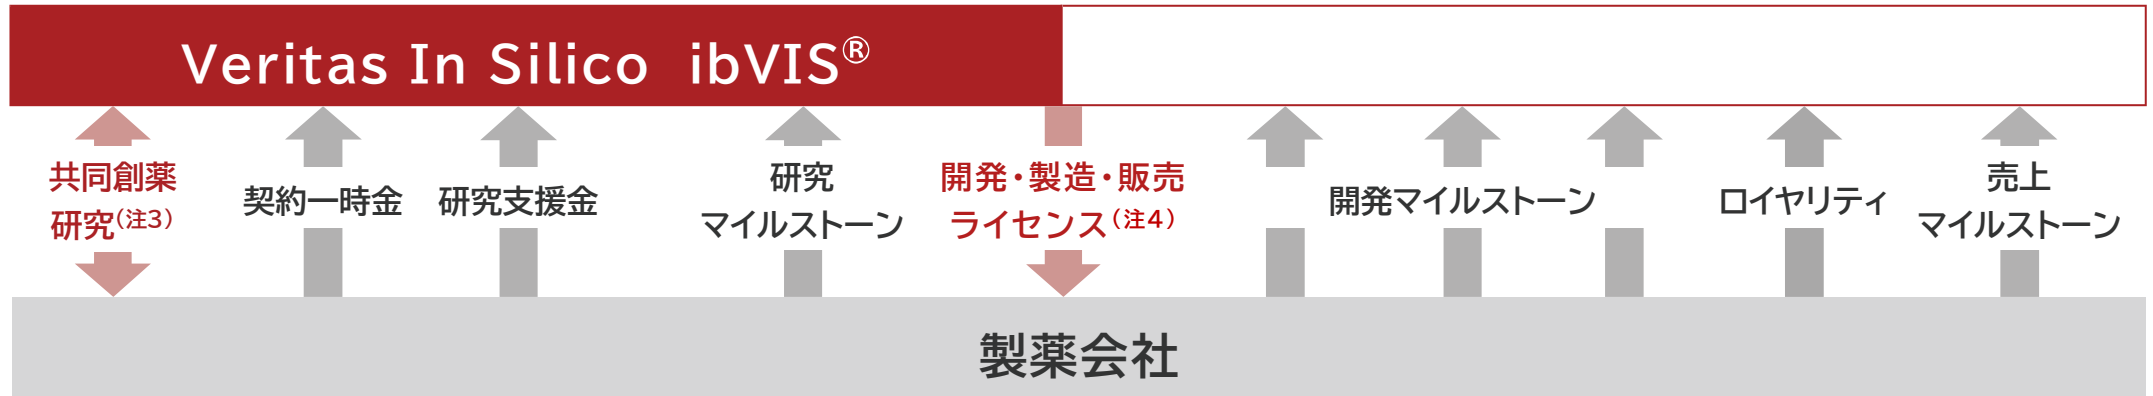 Veritas In Silico ibVIS®
共同創薬
研究(注3)
契約一時金
研究支援金
研究
マイルストーン
開発・製造・販売
ライセンス(注4)
開発マイルストーン
ロイヤリティ
売上
マイルストーン
製薬会社